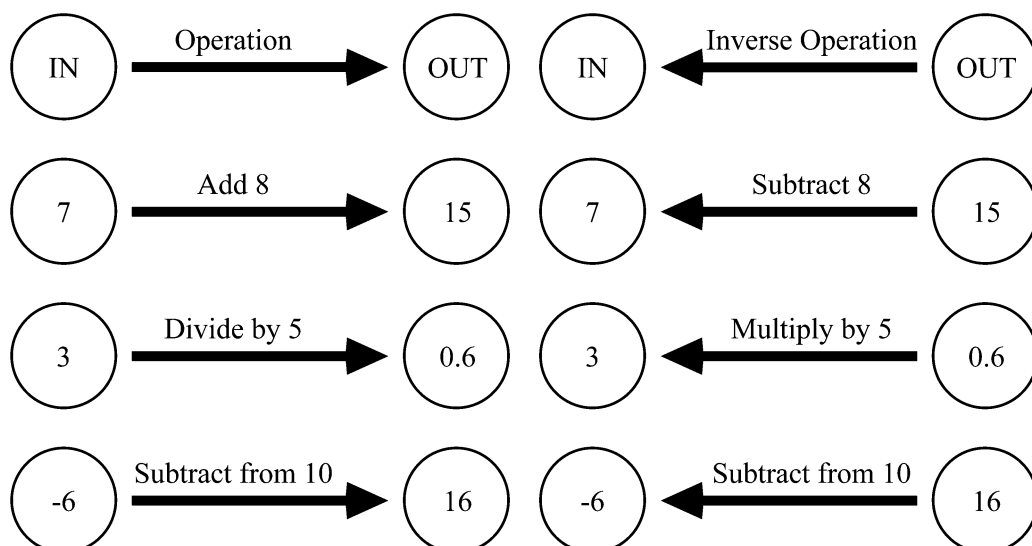 Operation
Inverse Operation
IN
OUT
IN
OUT
Add 8
Subtract 8
7
15
7
15
Divide by 5
Multiply by 5
3
0.6
3
0.6
Subtract from 10
Subtract from 10
-6
16
-6
16